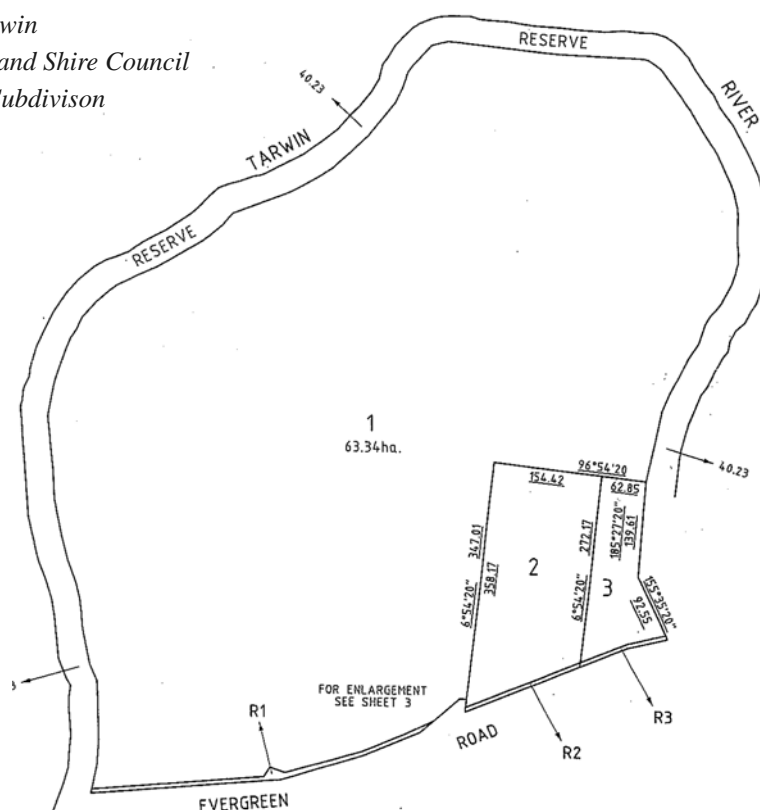 win
and Shire Council
ubdivison
RESERVE
RIVER
40.23
TARWIN
RESERVE
1
63.34ha.
96°54'20
154.42
62.85
40.23
347.01
6°54'20"
358.17
2
272.17
6°54'20"
185°27'20"
139.61
3
155°35'20"
92.55
FOR ENLARGEMENT
SEE SHEET 3
R1
ROAD
R2
R3
EVERGREEN